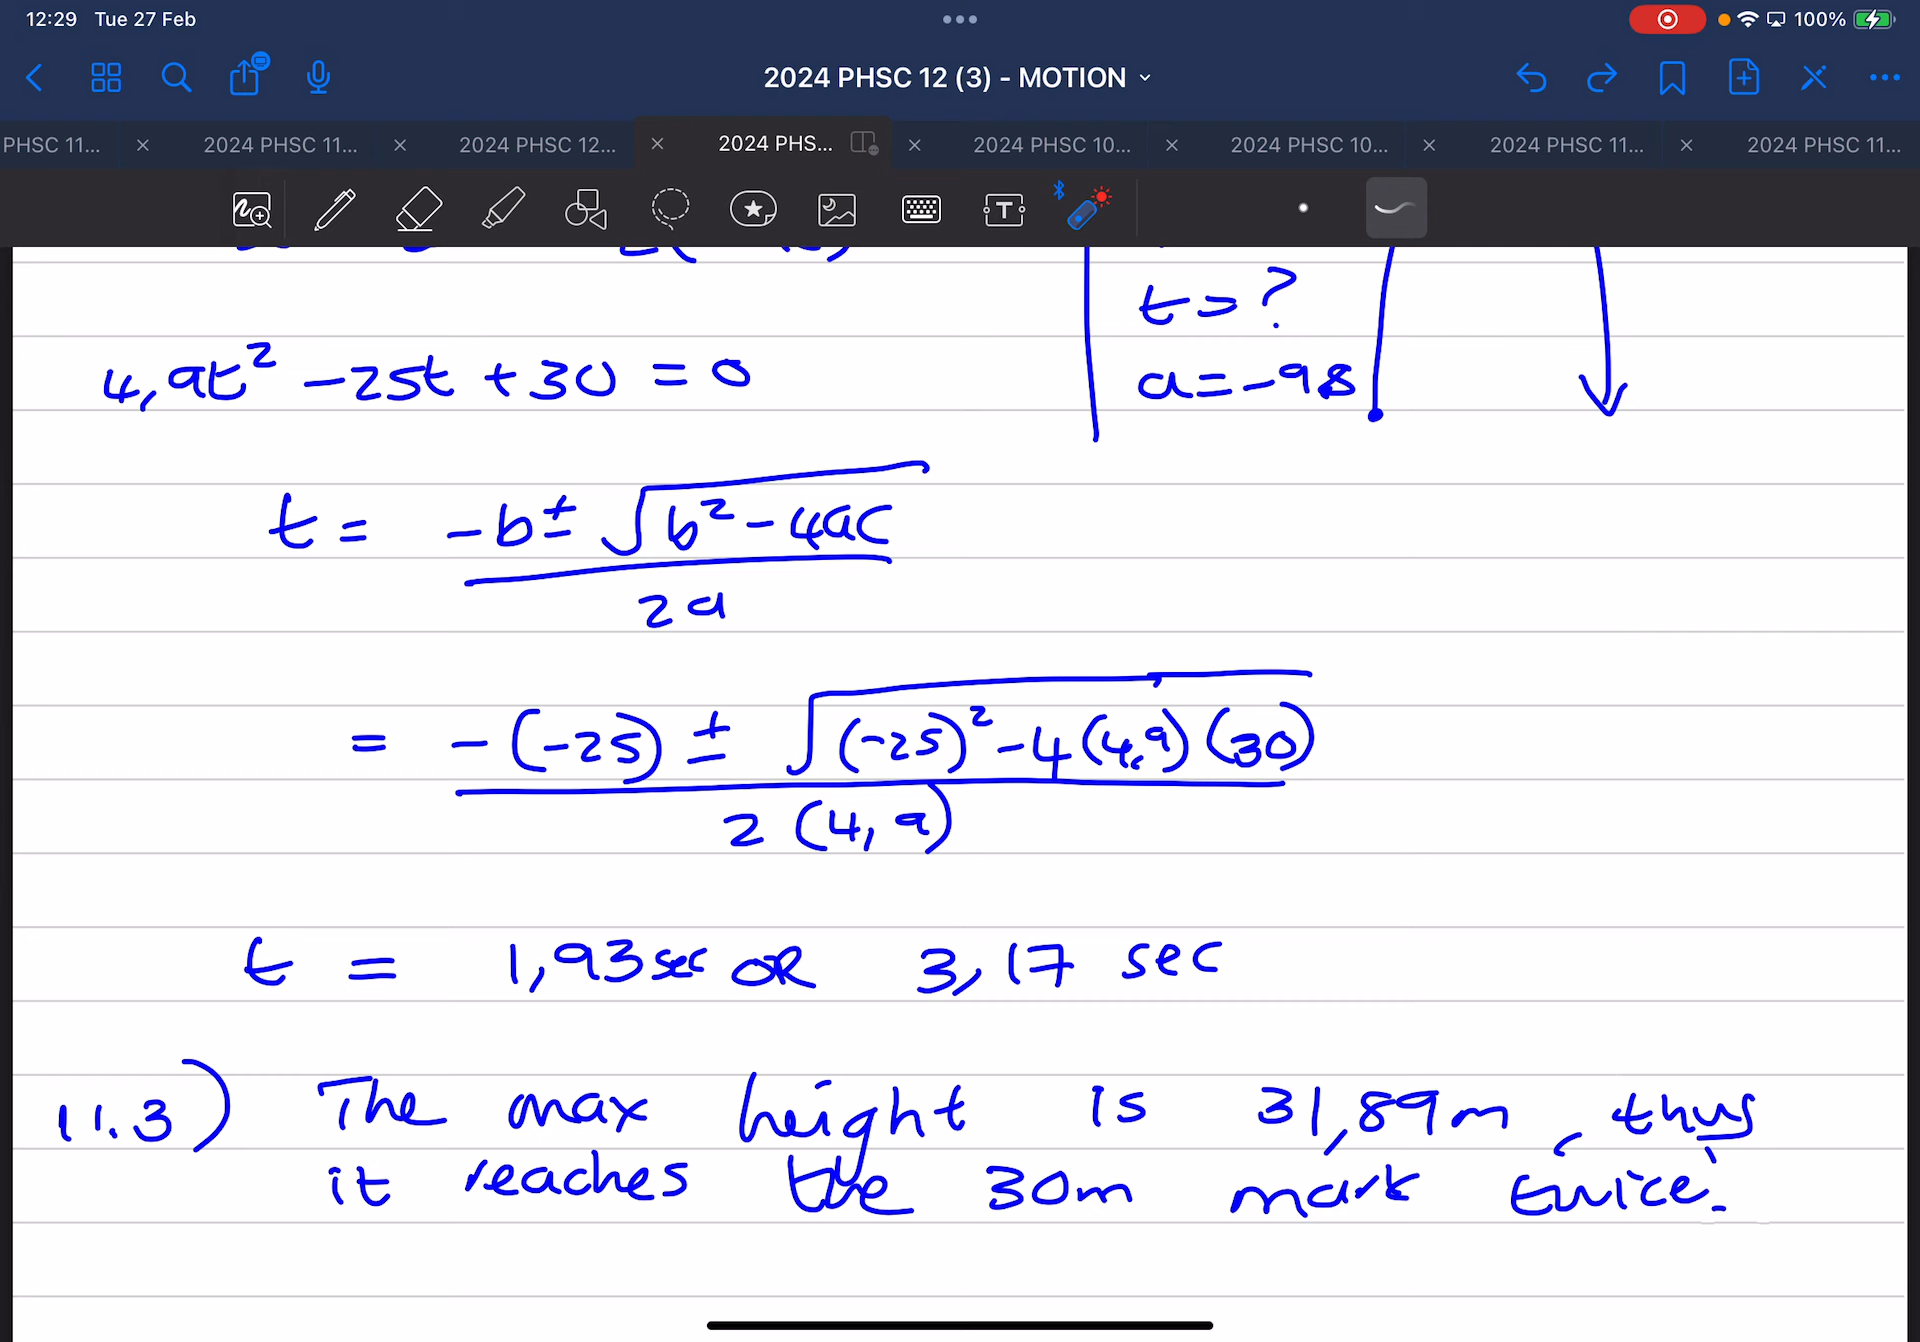 12:29 Tue 27 Feb
100%
2024 PHSC 12 (3) - MOTION
PHSC 11... 2024 PHSC 11... 2024 PHSC 12... 2024 PHS... 2024 PHSC 10... 2024 PHSC 10... 2024 PHSC 11... 2024 PHSC 11...
T
t = ?
4,9t² - 25t + 30 = 0
a = -9,8
t = -b ± √b² - 4ac
2a
= -(-25) ± √(-25)² - 4(4,9)(30)
2(4,9)
t = 1,93 sec OR 3,17 sec
11.3) The max height is 31,89m, thus
it reaches the 30m mark twice.